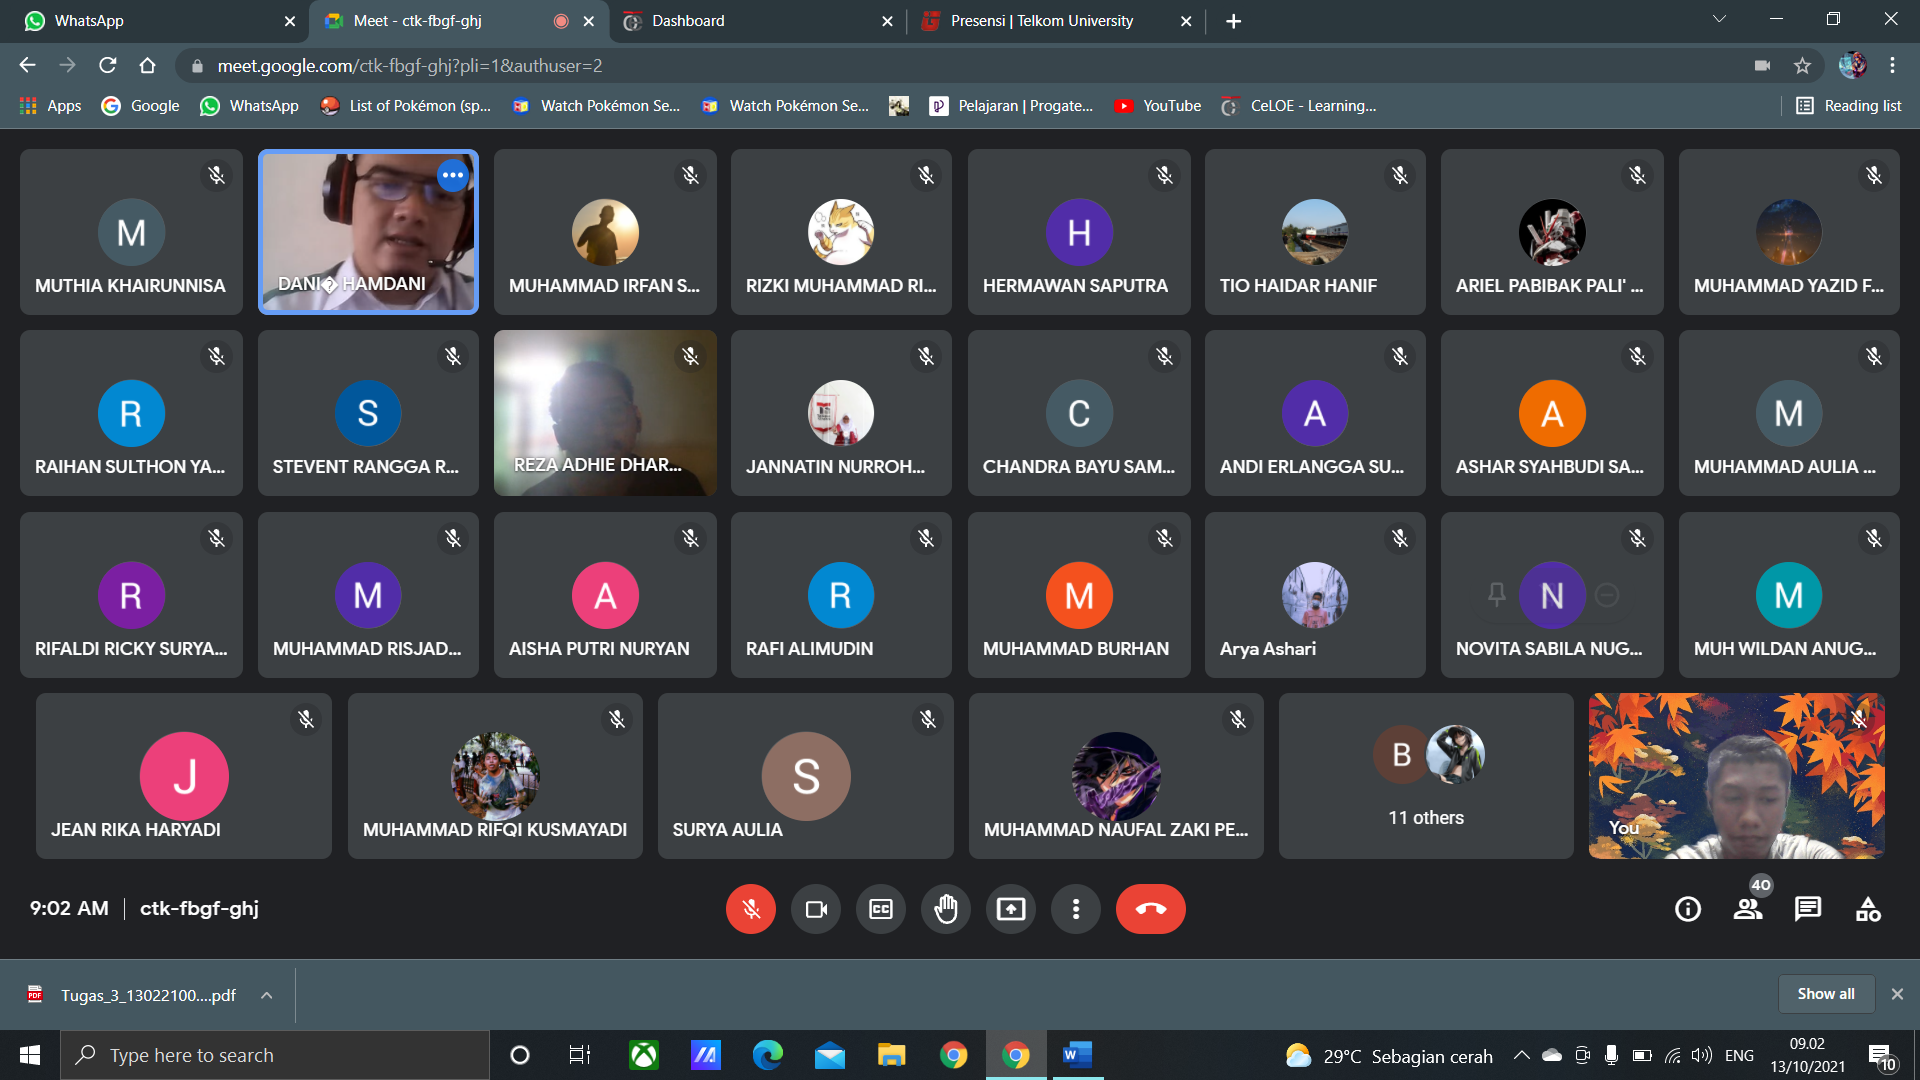 WhatsApp
Meet - ctk-fbgf-ghj
Dashboard
Presensi | Telkom University
meet.google.com/ctk-fbgf-ghj?pli=1&authuser=2
Apps
Google
WhatsApp
List of Pokémon (sp...
Watch Pokémon Se...
Watch Pokémon Se...
Pelajaran | Progate...
YouTube
CeLOE - Learning...
Reading list
M
MUTHIA KHAIRUNNISA
DANI� HAMDANI
MUHAMMAD IRFAN S...
RIZKI MUHAMMAD RI...
H
HERMAWAN SAPUTRA
TIO HAIDAR HANIF
ARIEL PABIBAK PALI' ...
MUHAMMAD YAZID F...
R
RAIHAN SULTHON YA...
S
STEVENT RANGGA R...
REZA ADHIE DHAR...
JANNATIN NURROH...
C
CHANDRA BAYU SAM...
A
ANDI ERLANGGA SU...
A
ASHAR SYAHBUDI SA...
M
MUHAMMAD AULIA ...
R
RIFALDI RICKY SURYA...
M
MUHAMMAD RISJAD...
A
AISHA PUTRI NURYAN
R
RAFI ALIMUDIN
M
MUHAMMAD BURHAN
Arya Ashari
N
NOVITA SABILA NUG...
M
MUH WILDAN ANUG...
J
JEAN RIKA HARYADI
MUHAMMAD RIFQI KUSMAYADI
S
SURYA AULIA
MUHAMMAD NAUFAL ZAKI PE...
B
11 others
You
9:02 AM | ctk-fbgf-ghj
CC
40
PDF
Tugas_3_13022100....pdf
Show all
Type here to search
29°C Sebagian cerah
ENG
09.02
13/10/2021
10